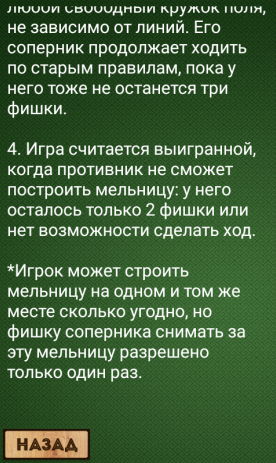 любой свободный кружок поля,
не зависимо от линий. Его
соперник продолжает ходить
по старым правилам, пока у
него тоже не останется три
фишки.
4. Игра считается выигранной,
когда противник не сможет
построить мельницу: у него
осталось только 2 фишки или
нет возможности сделать ход.
*Игрок может строить
мельницу на одном и том же
месте сколько угодно, но
фишку соперника снимать за
эту мельницу разрешено
только один раз.
НАЗАД